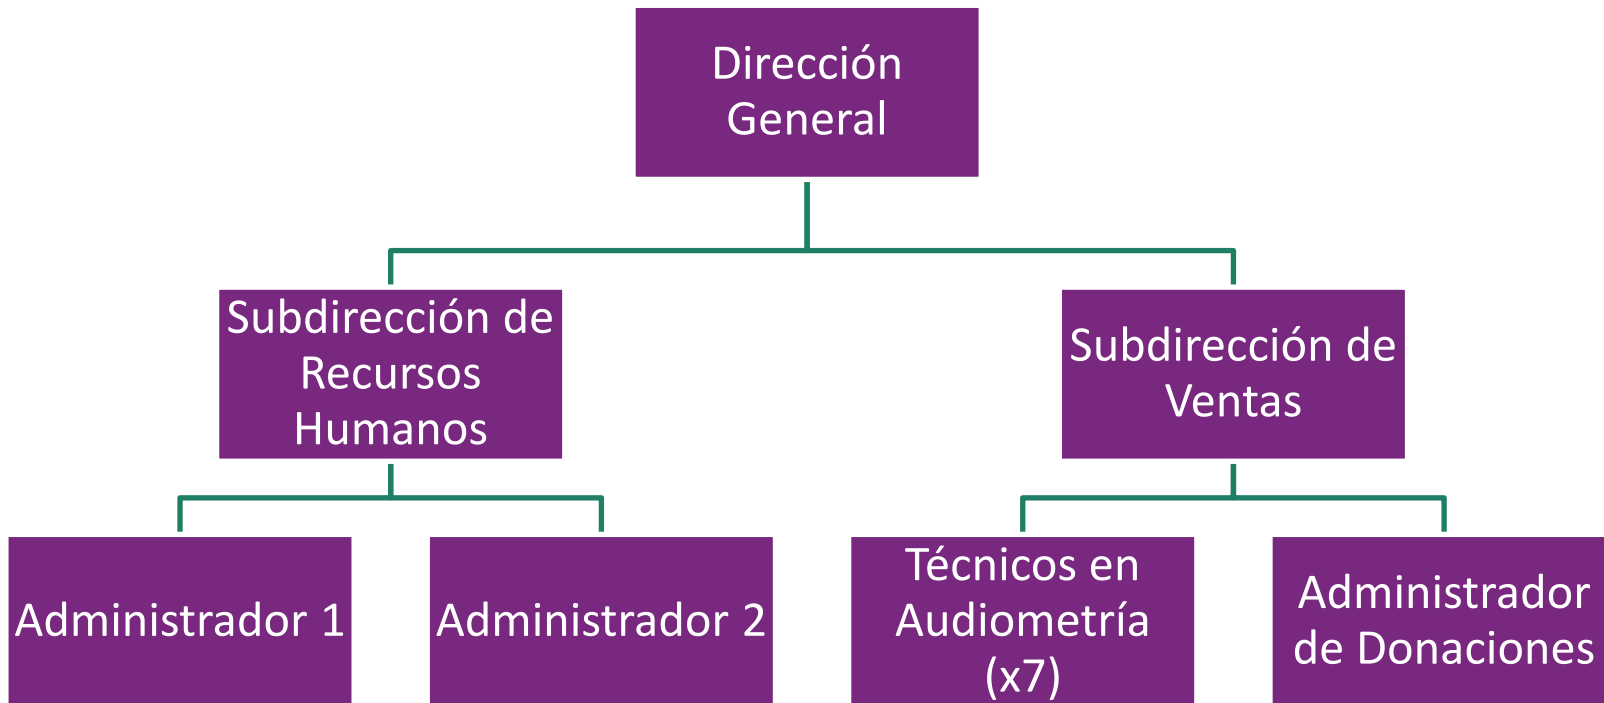 Dirección
General
Subdirección de
Recursos
Humanos
Subdirección de
Ventas
Administrador 1
Administrador 2
Técnicos en
Audiometría
(x7)
Administrador
de Donaciones